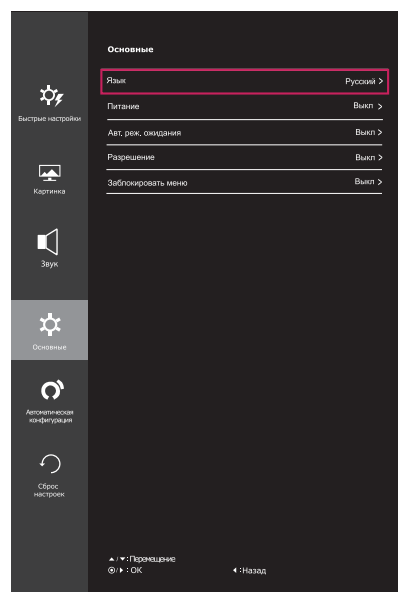 Основные
Язык Русский >
Питание Выкл >
Авт, реж, ожидания Выкл >
Разрешение Выкл >
Заблокировать меню Выкл >
Быстрые настройки
Картинка
Звук
Основные
Автоматическая
конфигурация
Сброс
настроек
▲/▼:Перемещение
◉/▶ : OK ◀ :Назад